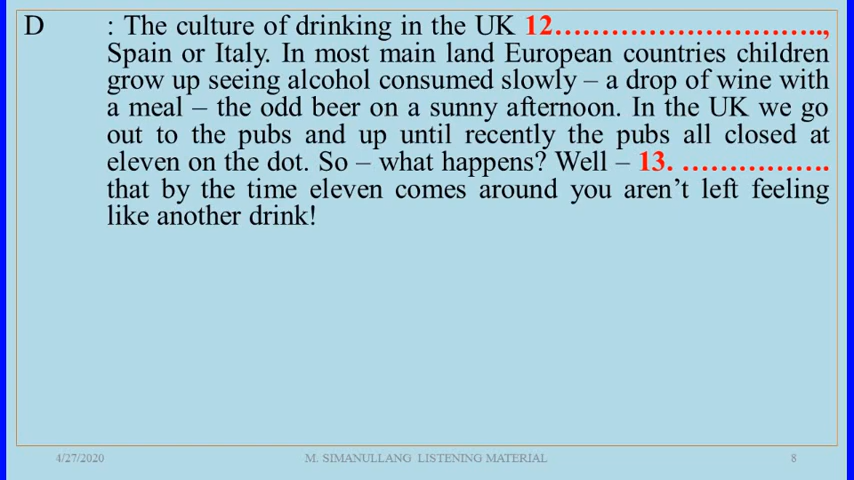 D : The culture of drinking in the UK 12……………………………..,
Spain or Italy. In most main land European countries children
grow up seeing alcohol consumed slowly – a drop of wine with
a meal – the odd beer on a sunny afternoon. In the UK we go
out to the pubs and up until recently the pubs all closed at
eleven on the dot. So – what happens? Well – 13. …………….
that by the time eleven comes around you aren’t left feeling
like another drink!
4/27/2020 M. SIMANULLANG LISTENING MATERIAL 8